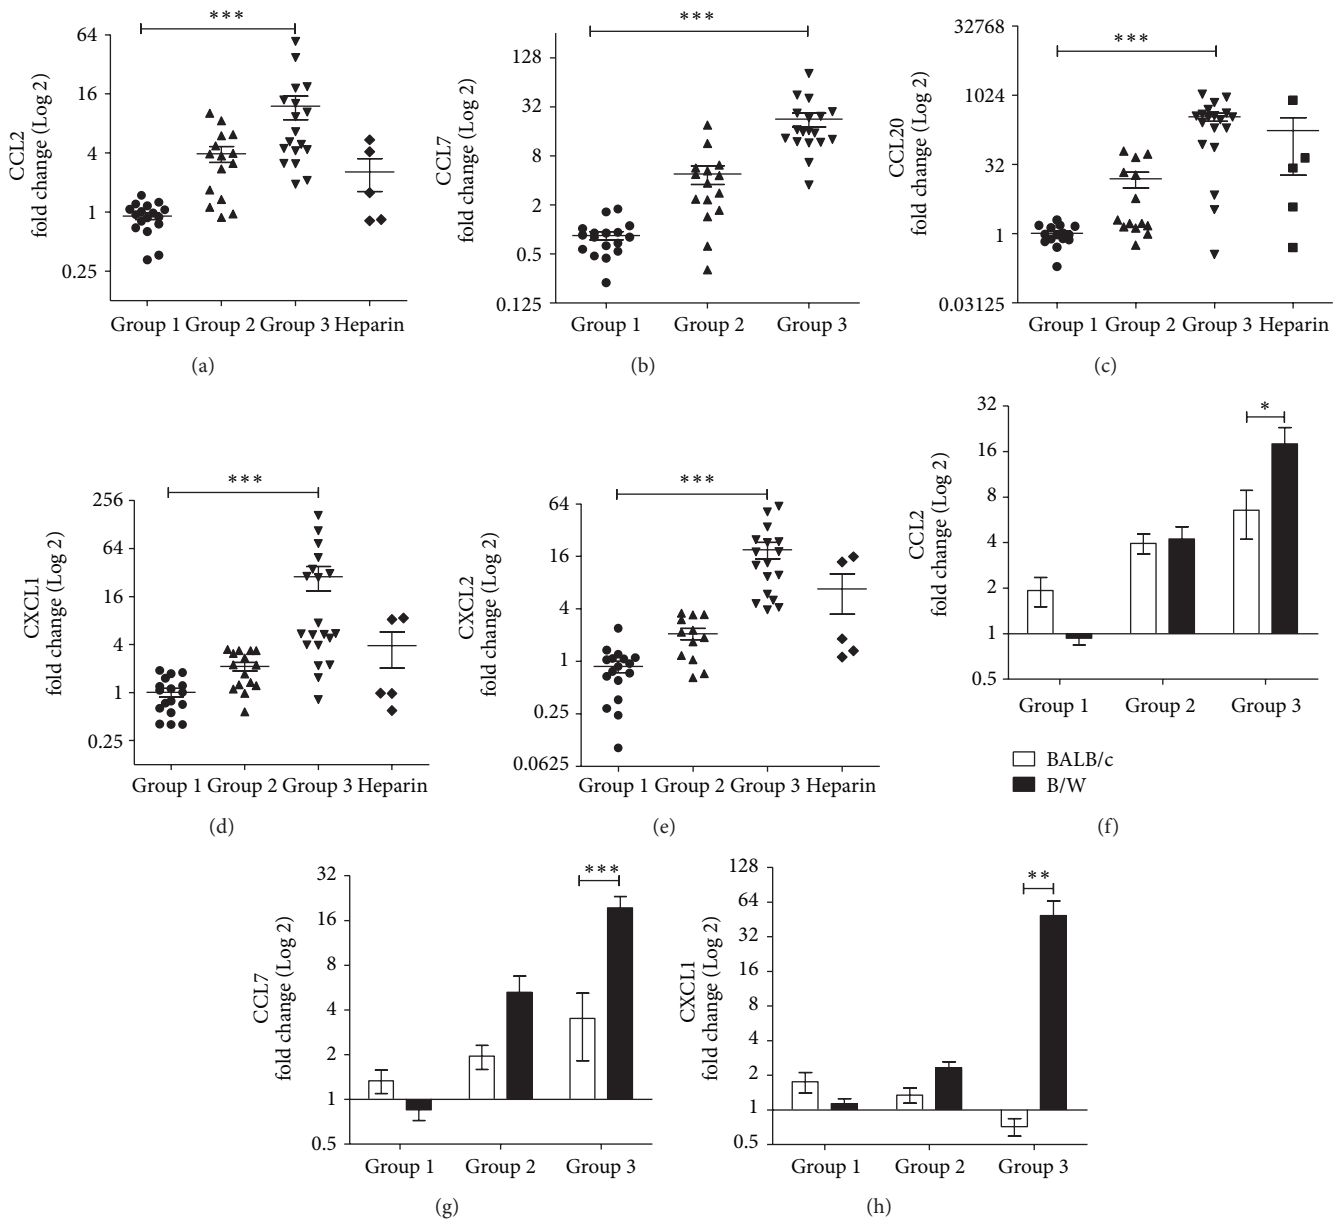 CCL2
fold change (Log 2)
64
16
4
1
0.25
***
Group 1 Group 2 Group 3 Heparin
(a)
CCL7
fold change (Log 2)
128
32
8
2
0.5
0.125
***
Group 1 Group 2 Group 3
(b)
CCL20
fold change (Log 2)
32768
1024
32
1
0.03125
***
Group 1 Group 2 Group 3 Heparin
(c)
CXCL1
fold change (Log 2)
256
64
16
4
1
0.25
***
Group 1 Group 2 Group 3 Heparin
(d)
CXCL2
fold change (Log 2)
64
16
4
1
0.25
0.0625
***
Group 1 Group 2 Group 3 Heparin
(e)
CCL2
fold change (Log 2)
32
16
8
4
2
1
0.5
*
Group 1 Group 2 Group 3
BALB/c
B/W
(f)
CCL7
fold change (Log 2)
32
16
8
4
2
1
0.5
***
Group 1 Group 2 Group 3
(g)
CXCL1
fold change (Log 2)
128
64
32
16
8
4
2
1
0.5
**
Group 1 Group 2 Group 3
(h)